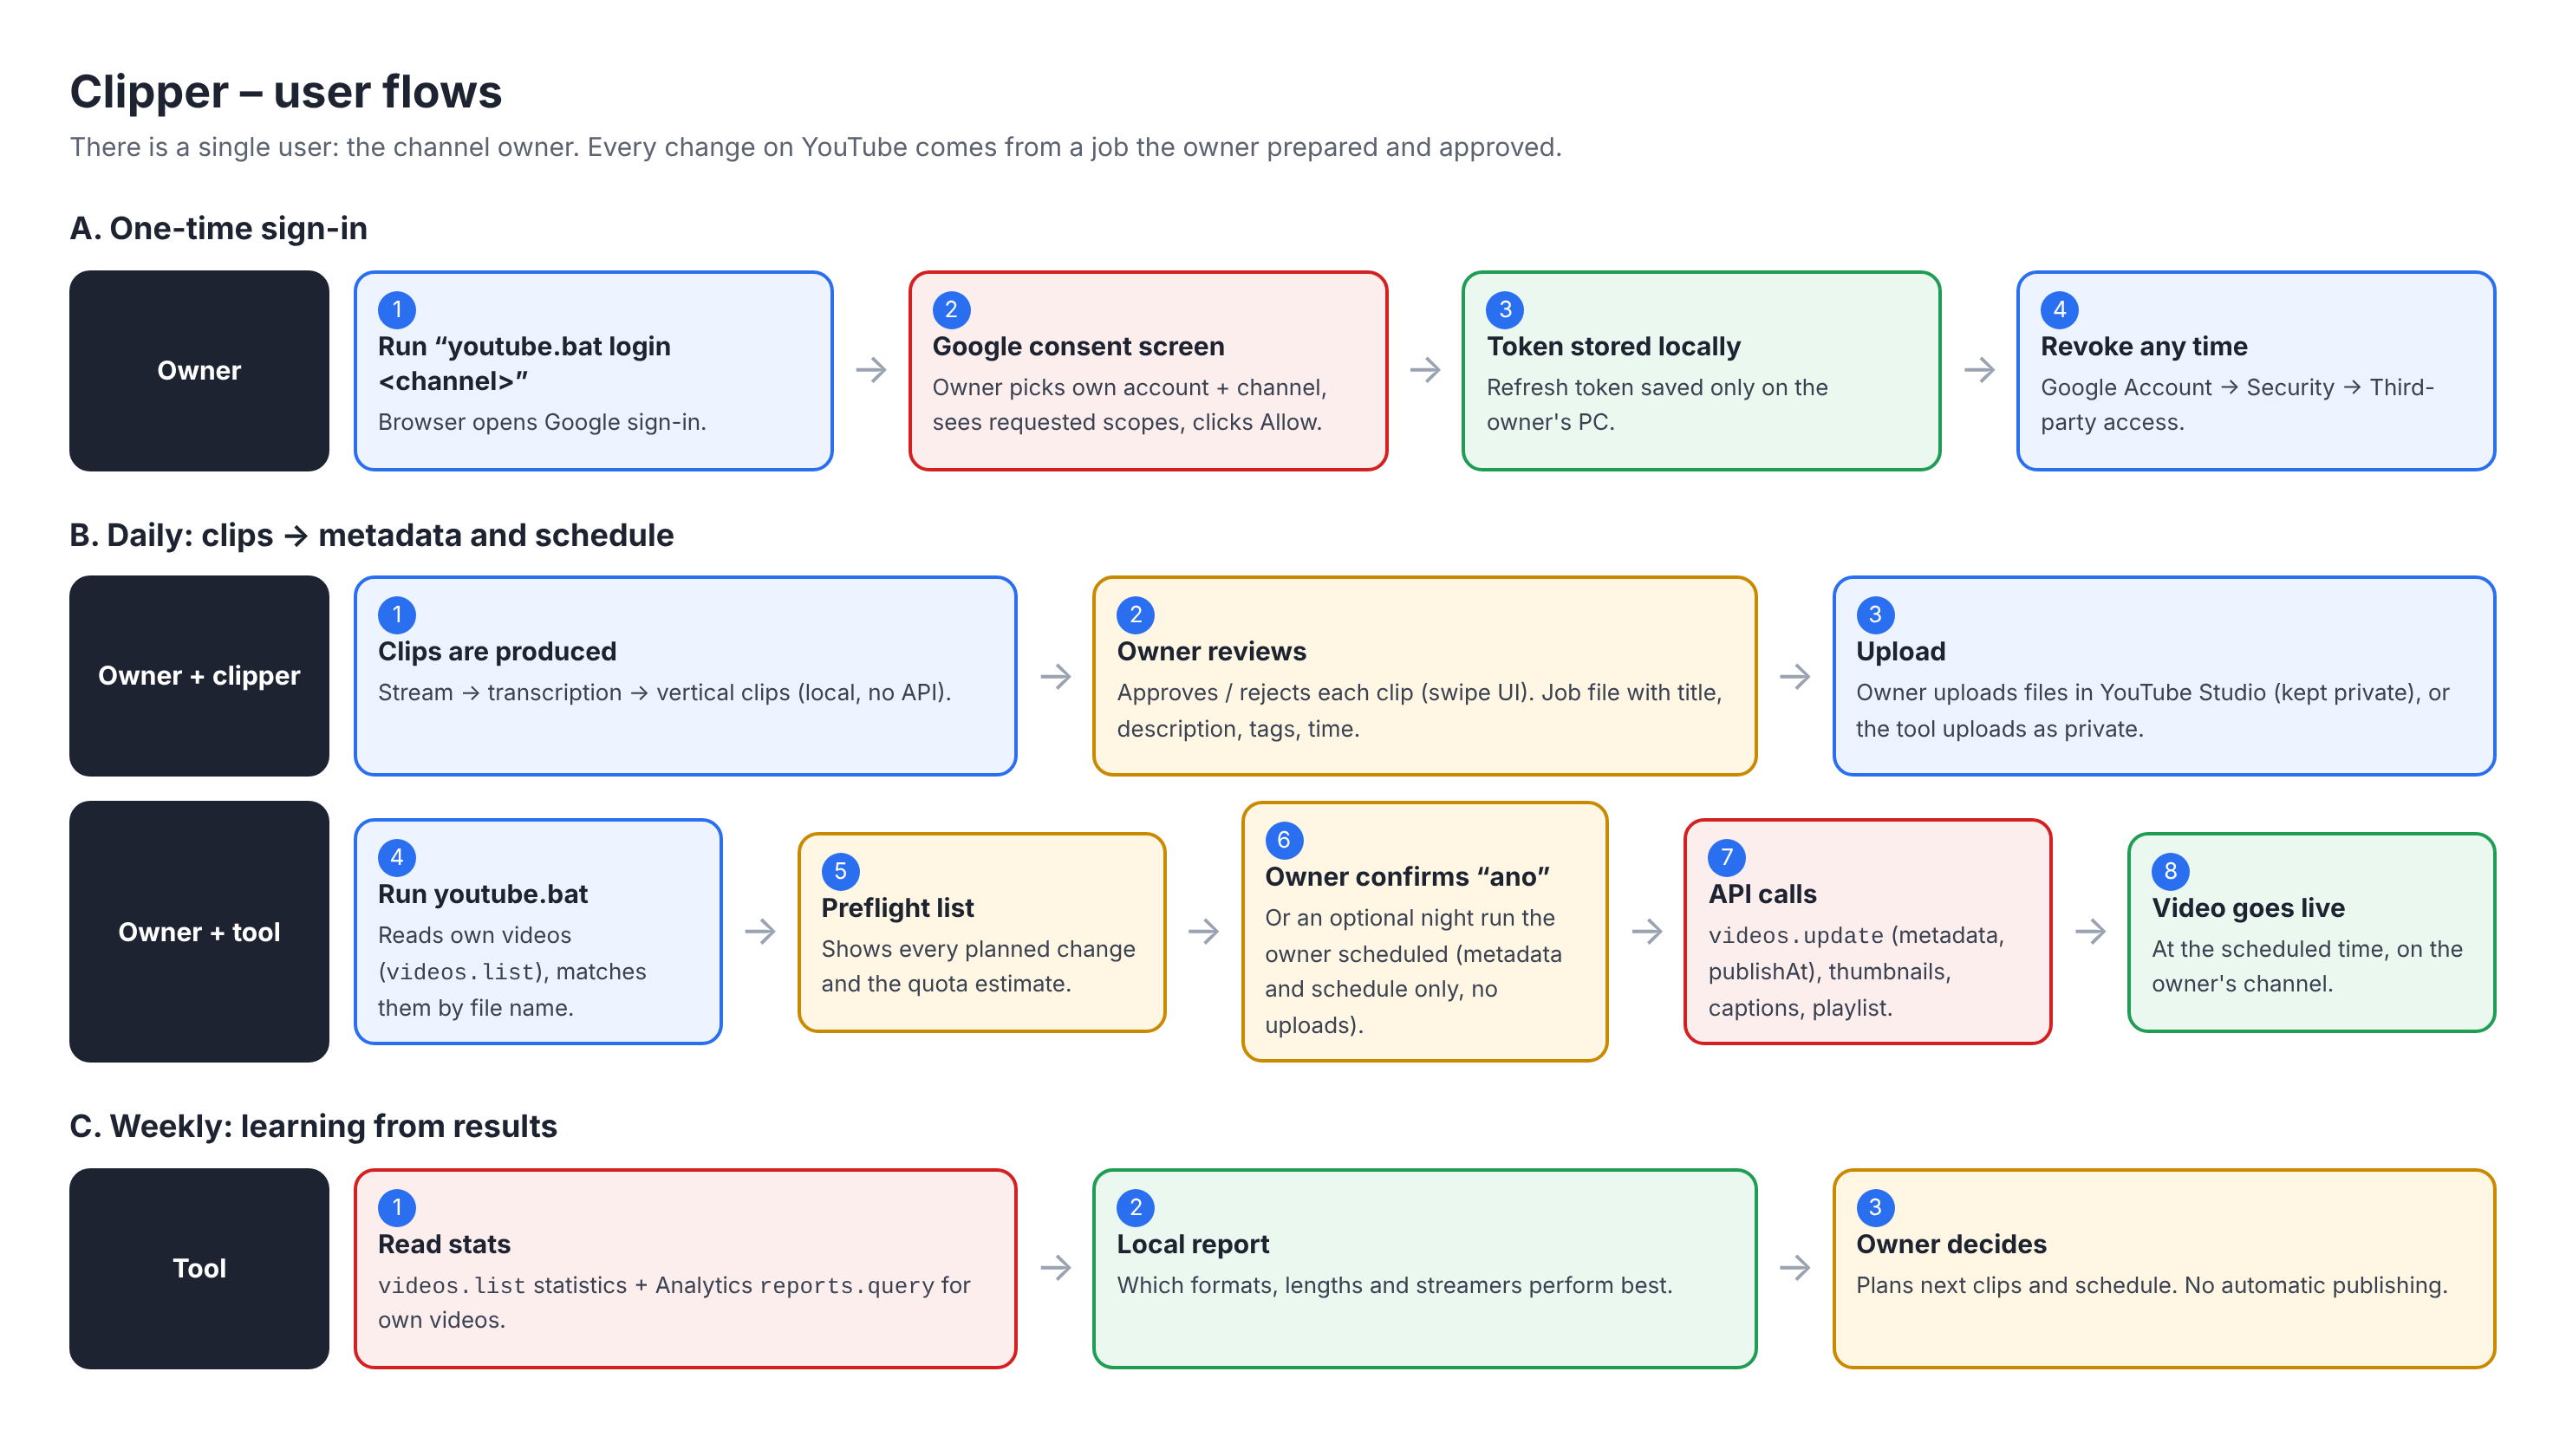 Clipper – user flows
There is a single user: the channel owner. Every change on YouTube comes from a job the owner prepared and approved.
A. One-time sign-in
Owner
1
Run “youtube.bat login
<channel>”
Browser opens Google sign-in.
→
2
Google consent screen
Owner picks own account + channel,
sees requested scopes, clicks Allow.
→
3
Token stored locally
Refresh token saved only on the
owner's PC.
→
4
Revoke any time
Google Account → Security → Third-
party access.
B. Daily: clips → metadata and schedule
Owner + clipper
1
Clips are produced
Stream → transcription → vertical clips (local, no API).
→
2
Owner reviews
Approves / rejects each clip (swipe UI). Job file with title,
description, tags, time.
→
3
Upload
Owner uploads files in YouTube Studio (kept private), or
the tool uploads as private.
Owner + tool
4
Run youtube.bat
Reads own videos
(videos.list), matches
them by file name.
→
5
Preflight list
Shows every planned change
and the quota estimate.
→
6
Owner confirms “ano”
Or an optional night run the
owner scheduled (metadata
and schedule only, no
uploads).
→
7
API calls
videos.update (metadata,
publishAt), thumbnails,
captions, playlist.
→
8
Video goes live
At the scheduled time, on the
owner's channel.
C. Weekly: learning from results
Tool
1
Read stats
videos.list statistics + Analytics reports.query for
own videos.
→
2
Local report
Which formats, lengths and streamers perform best.
→
3
Owner decides
Plans next clips and schedule. No automatic publishing.